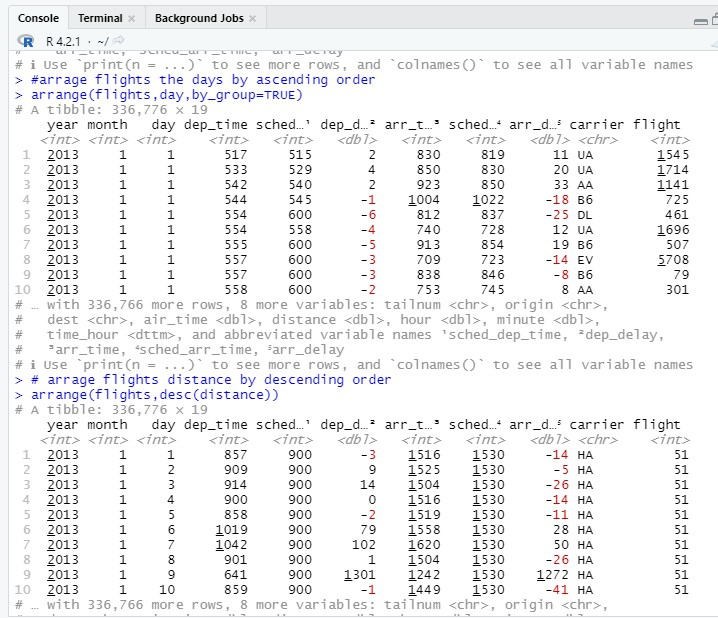 Console Terminal × Background Jobs ×
R 4.2.1 · ~/
# arr_time, ⁴sched_arr_time, ⁵arr_delay
# ℹ Use `print(n = ...)` to see more rows, and `colnames()` to see all variable names
> #arrage flights the days by ascending order
> arrange(flights,day,by_group=TRUE)
# A tibble: 336,776 × 19
year month day dep_time sched…¹ dep_d…² arr_t…³ sched…⁴ arr_d…⁵ carrier flight
<int> <int> <int> <int> <int> <dbl> <int> <int> <dbl> <chr> <int>
1 2013 1 1 517 515 2 830 819 11 UA 1545
2 2013 1 1 533 529 4 850 830 20 UA 1714
3 2013 1 1 542 540 2 923 850 33 AA 1141
4 2013 1 1 544 545 -1 1004 1022 -18 B6 725
5 2013 1 1 554 600 -6 812 837 -25 DL 461
6 2013 1 1 554 558 -4 740 728 12 UA 1696
7 2013 1 1 555 600 -5 913 854 19 B6 507
8 2013 1 1 557 600 -3 709 723 -14 EV 5708
9 2013 1 1 557 600 -3 838 846 -8 B6 79
10 2013 1 1 558 600 -2 753 745 8 AA 301
# … with 336,766 more rows, 8 more variables: tailnum <chr>, origin <chr>,
# dest <chr>, air_time <dbl>, distance <dbl>, hour <dbl>, minute <dbl>,
# time_hour <dttm>, and abbreviated variable names ¹sched_dep_time, ²dep_delay,
# ³arr_time, ⁴sched_arr_time, ⁵arr_delay
# ℹ Use `print(n = ...)` to see more rows, and `colnames()` to see all variable names
> # arrage flights distance by descending order
> arrange(flights,desc(distance))
# A tibble: 336,776 × 19
year month day dep_time sched…¹ dep_d…² arr_t…³ sched…⁴ arr_d…⁵ carrier flight
<int> <int> <int> <int> <int> <dbl> <int> <int> <dbl> <chr> <int>
1 2013 1 1 857 900 -3 1516 1530 -14 HA 51
2 2013 1 2 909 900 9 1525 1530 -5 HA 51
3 2013 1 3 914 900 14 1504 1530 -26 HA 51
4 2013 1 4 900 900 0 1516 1530 -14 HA 51
5 2013 1 5 858 900 -2 1519 1530 -11 HA 51
6 2013 1 6 1019 900 79 1558 1530 28 HA 51
7 2013 1 7 1042 900 102 1620 1530 50 HA 51
8 2013 1 8 901 900 1 1504 1530 -26 HA 51
9 2013 1 9 641 900 1301 1242 1530 1272 HA 51
10 2013 1 10 859 900 -1 1449 1530 -41 HA 51
# … with 336,766 more rows, 8 more variables: tailnum <chr>, origin <chr>,